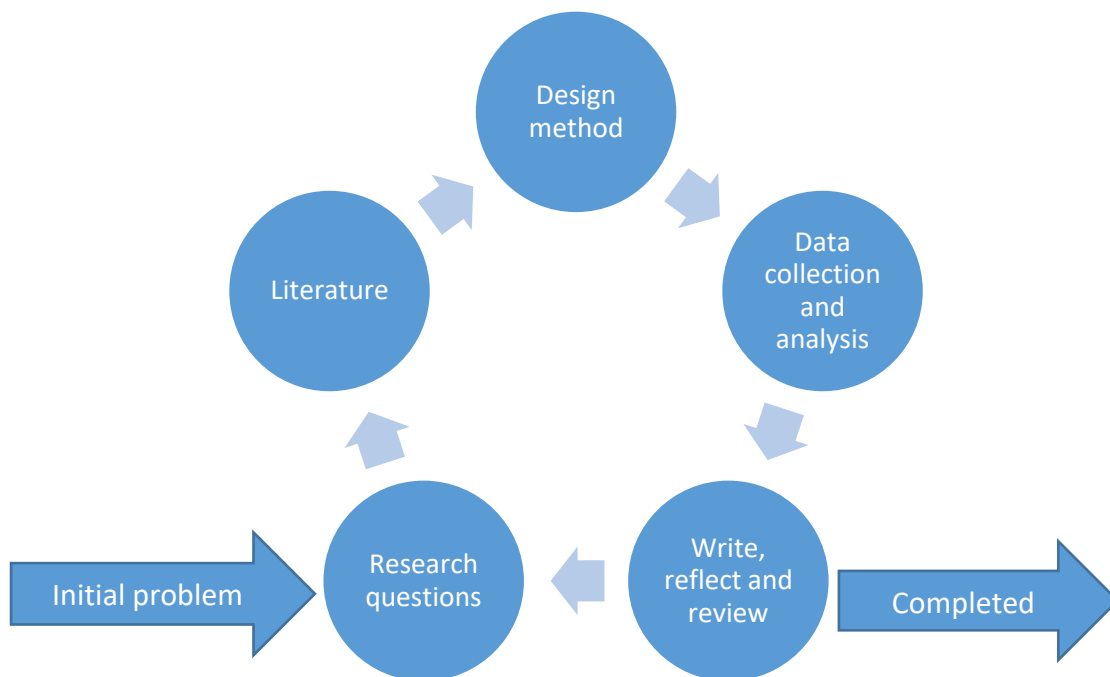 Design
method
Literature
Data
collection
and
analysis
Initial problem
Research
questions
Write,
reflect and
review
Completed